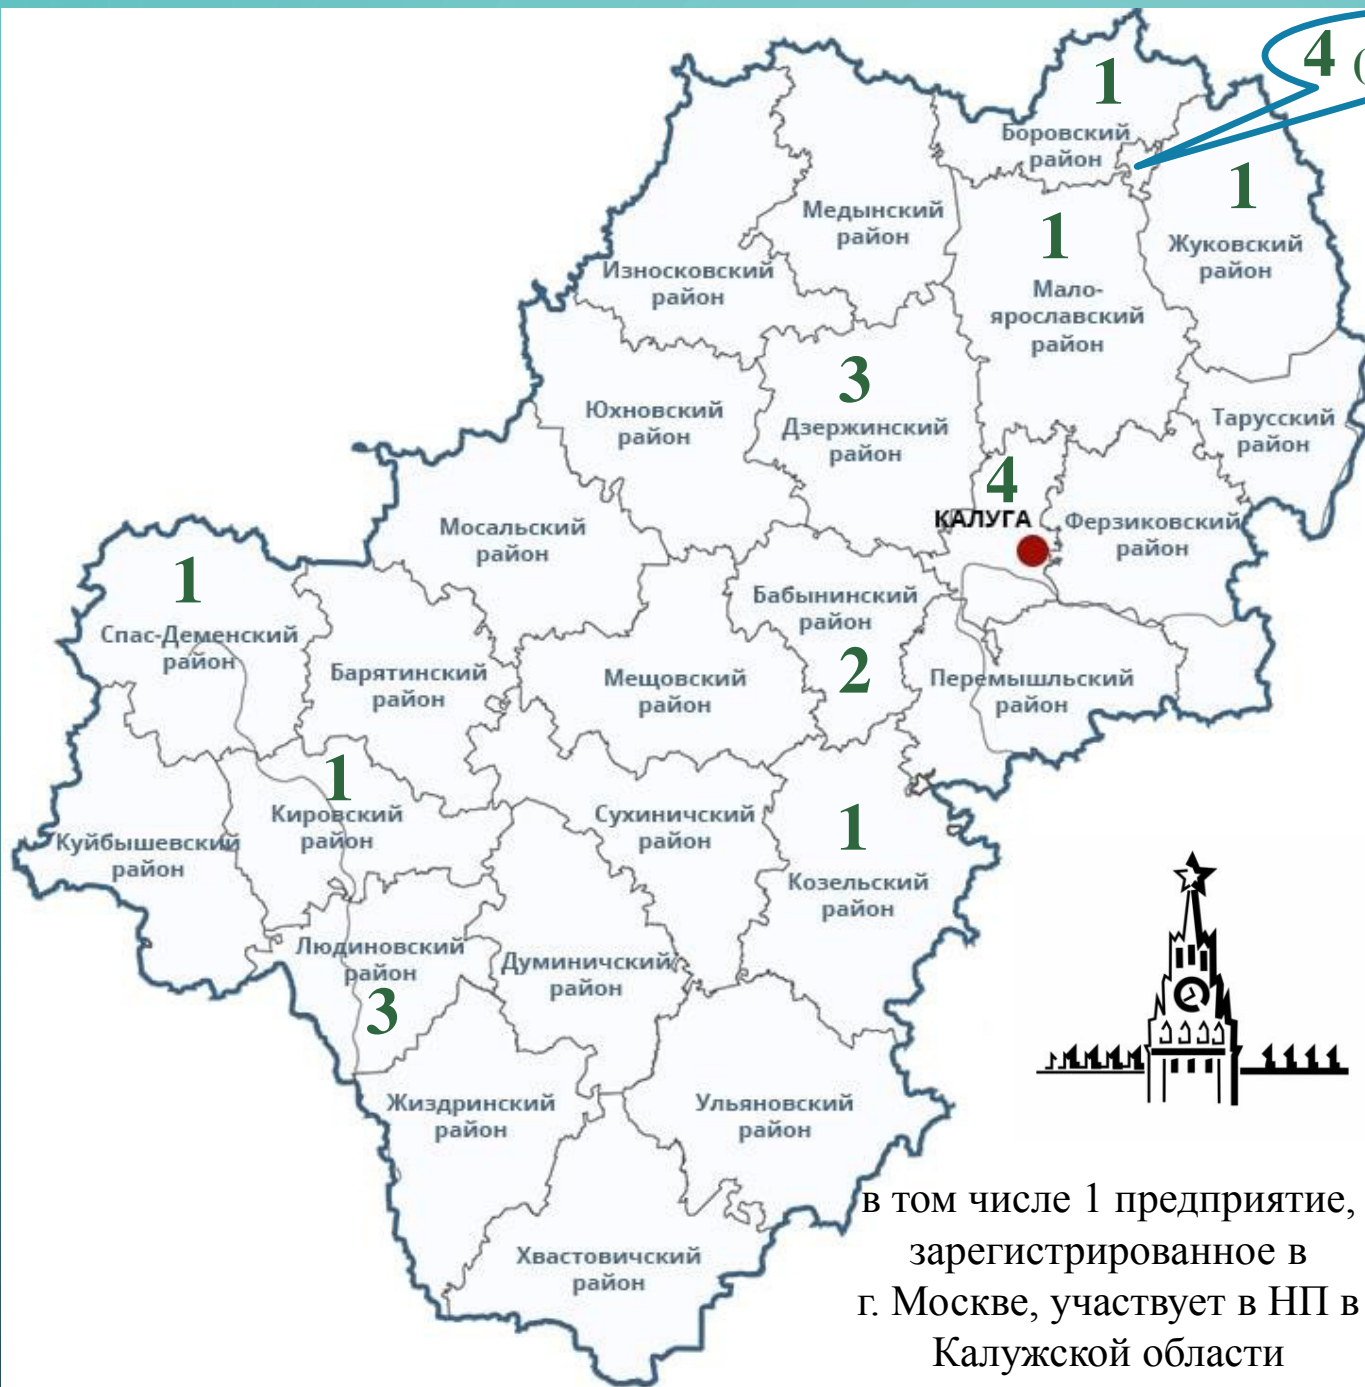 4 (
1
Боровский
район
1
Жуковский
район
Медынский
район
1
Мало-
ярославский
район
Износковский
район
3
Дзержинский
район
Юхновский
район
Тарусский
район
4
КАЛУГА
Ферзиковский
район
Мосальский
район
1
Спас-Деменский
район
Бабынинский
район
2
Барятинский
район
Мещовский
район
Перемышльский
район
1
Кировский
район
Сухиничский
район
1
Козельский
район
Куйбышевский
район
Людиновский
район
3
Думиничский
район
Жиздринский
район
Ульяновский
район
Хвастовичский
район
в том числе 1 предприятие,
зарегистрированное в
г. Москве, участвует в НП в
Калужской области